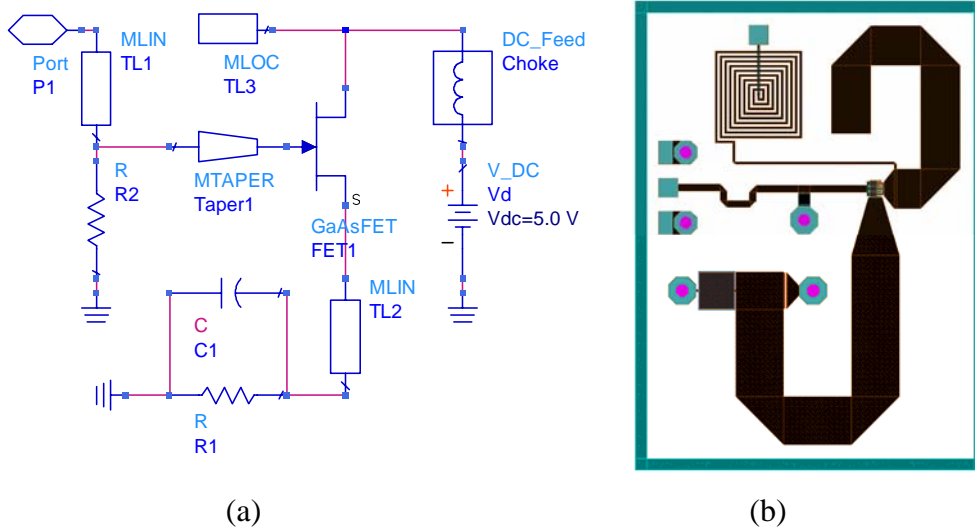 Port
P1
MLIN
TL1
MLOC
TL3
DC_Feed
Choke
R
R2
MTAPER
Taper1
S
GaAsFET
FET1
+
V_DC
Vd
Vdc=5.0 V
−
MLIN
TL2
C
C1
R
R1
(a)
(b)